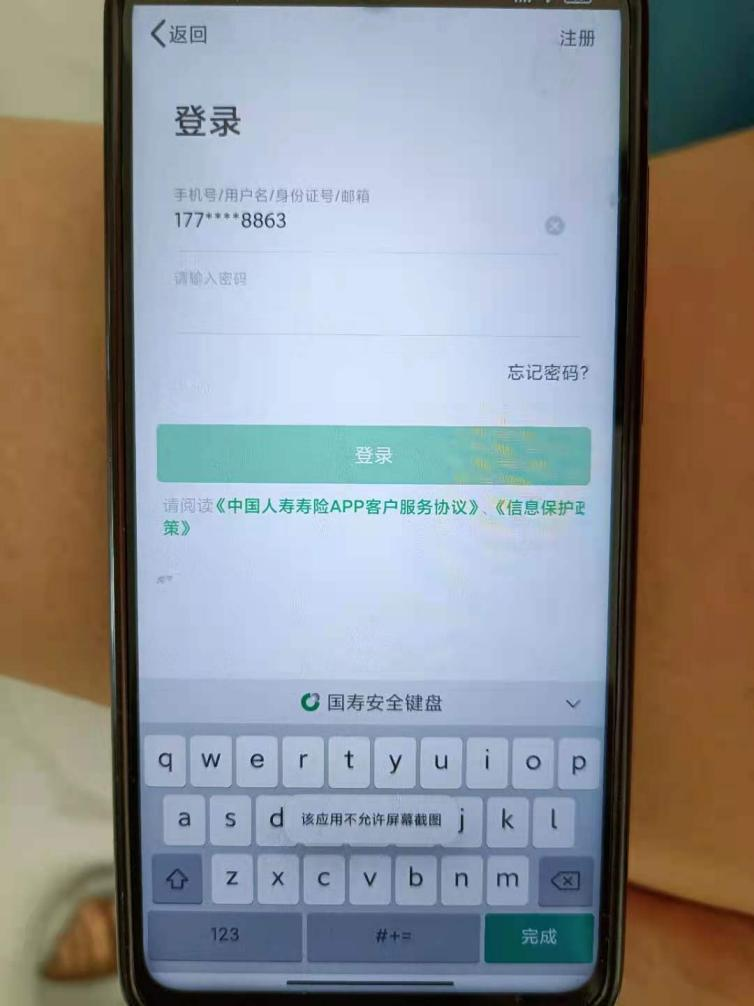 返回
注册
登录
手机号/用户名/身份证号/邮箱
177****8863
请输入密码
忘记密码?
登录
请阅读《中国人寿寿险APP客户服务协议》、《信息保护政
策》
国寿安全键盘
q w e r t y u i o p
a s d 该应用不允许屏幕截图 j k l
z x c v b n m
123 #+= 完成